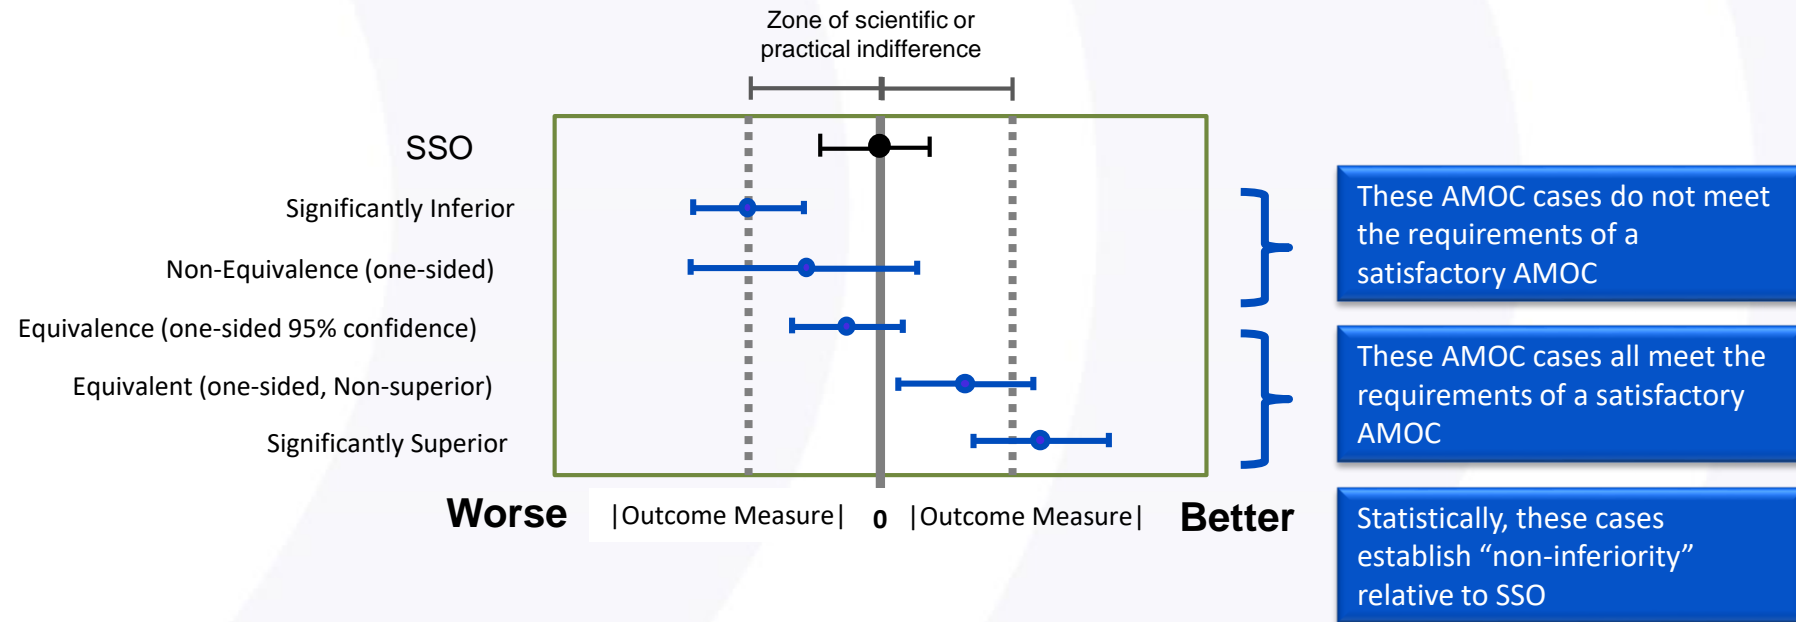 Zone of scientific or
practical indifference
SSO
Significantly Inferior
Non-Equivalence (one-sided)
Equivalence (one-sided 95% confidence)
Equivalent (one-sided, Non-superior)
Significantly Superior
Worse |Outcome Measure| 0 |Outcome Measure| Better
These AMOC cases do not meet
the requirements of a
satisfactory AMOC
These AMOC cases all meet the
requirements of a satisfactory
AMOC
Statistically, these cases
establish “non-inferiority”
relative to SSO